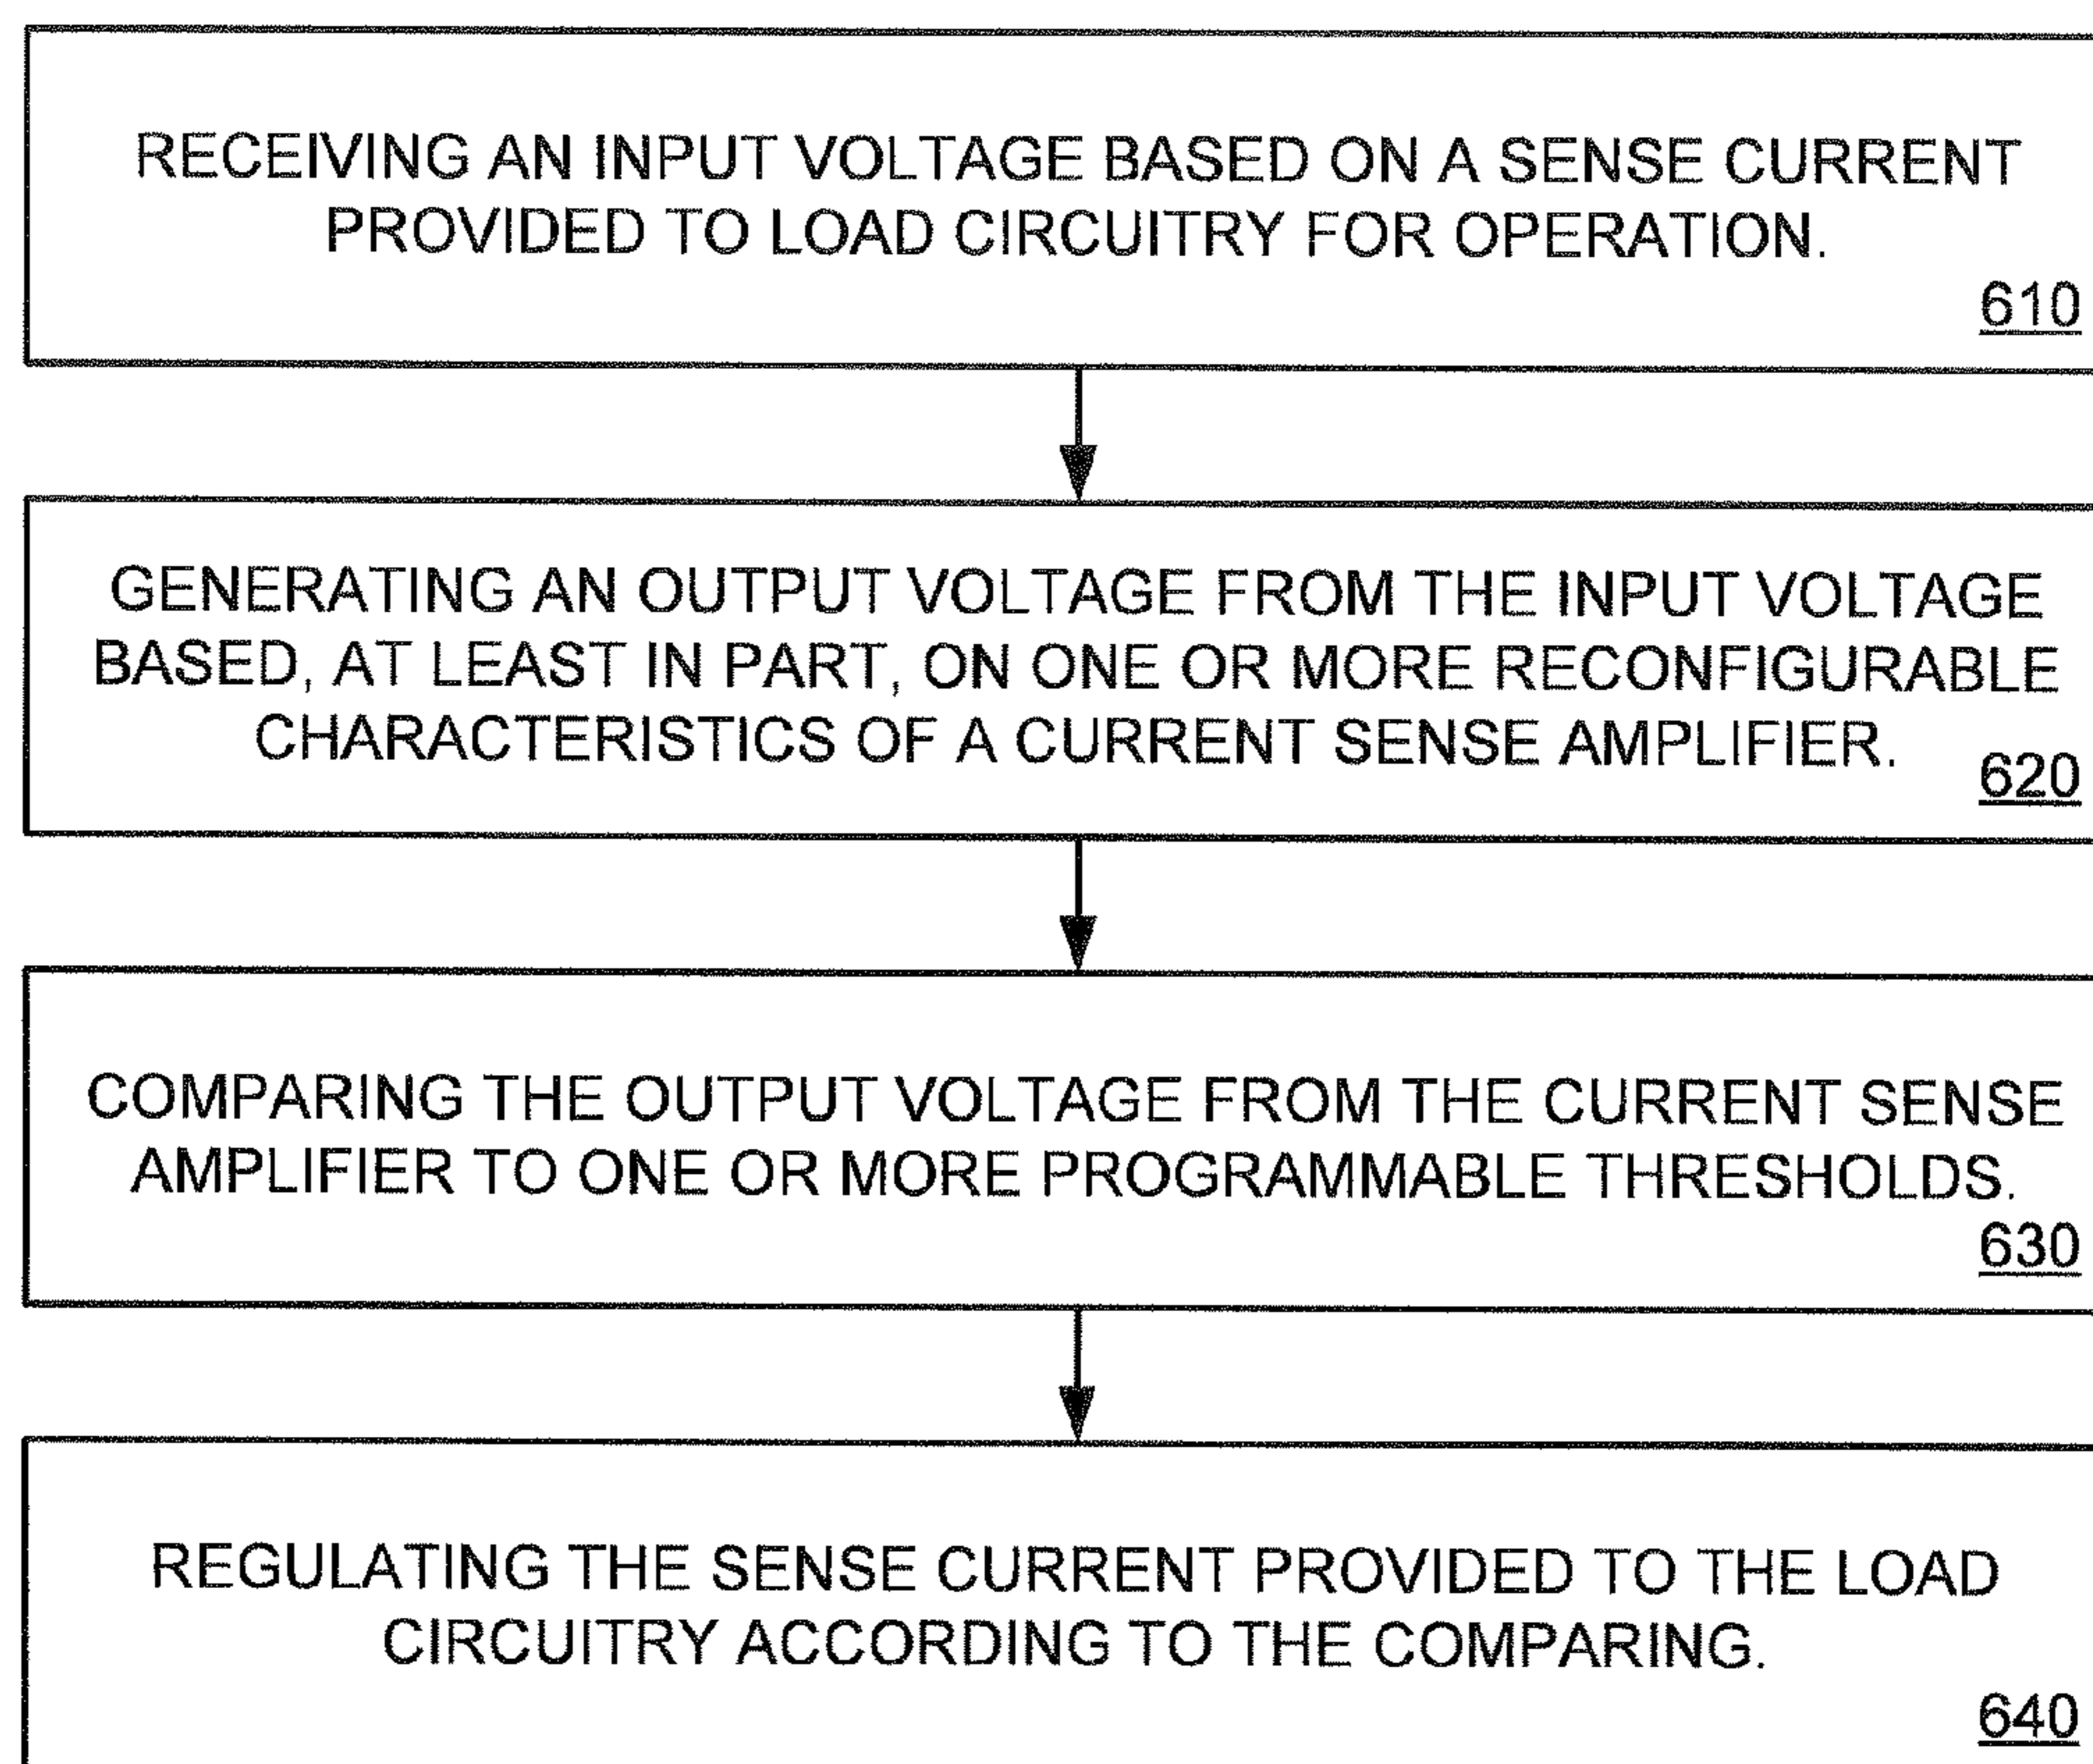 RECEIVING AN INPUT VOLTAGE BASED ON A SENSE CURRENT
PROVIDED TO LOAD CIRCUITRY FOR OPERATION.
610
GENERATING AN OUTPUT VOLTAGE FROM THE INPUT VOLTAGE
BASED, AT LEAST IN PART, ON ONE OR MORE RECONFIGURABLE
CHARACTERISTICS OF A CURRENT SENSE AMPLIFIER.
620
COMPARING THE OUTPUT VOLTAGE FROM THE CURRENT SENSE
AMPLIFIER TO ONE OR MORE PROGRAMMABLE THRESHOLDS.
630
REGULATING THE SENSE CURRENT PROVIDED TO THE LOAD
CIRCUITRY ACCORDING TO THE COMPARING.
640